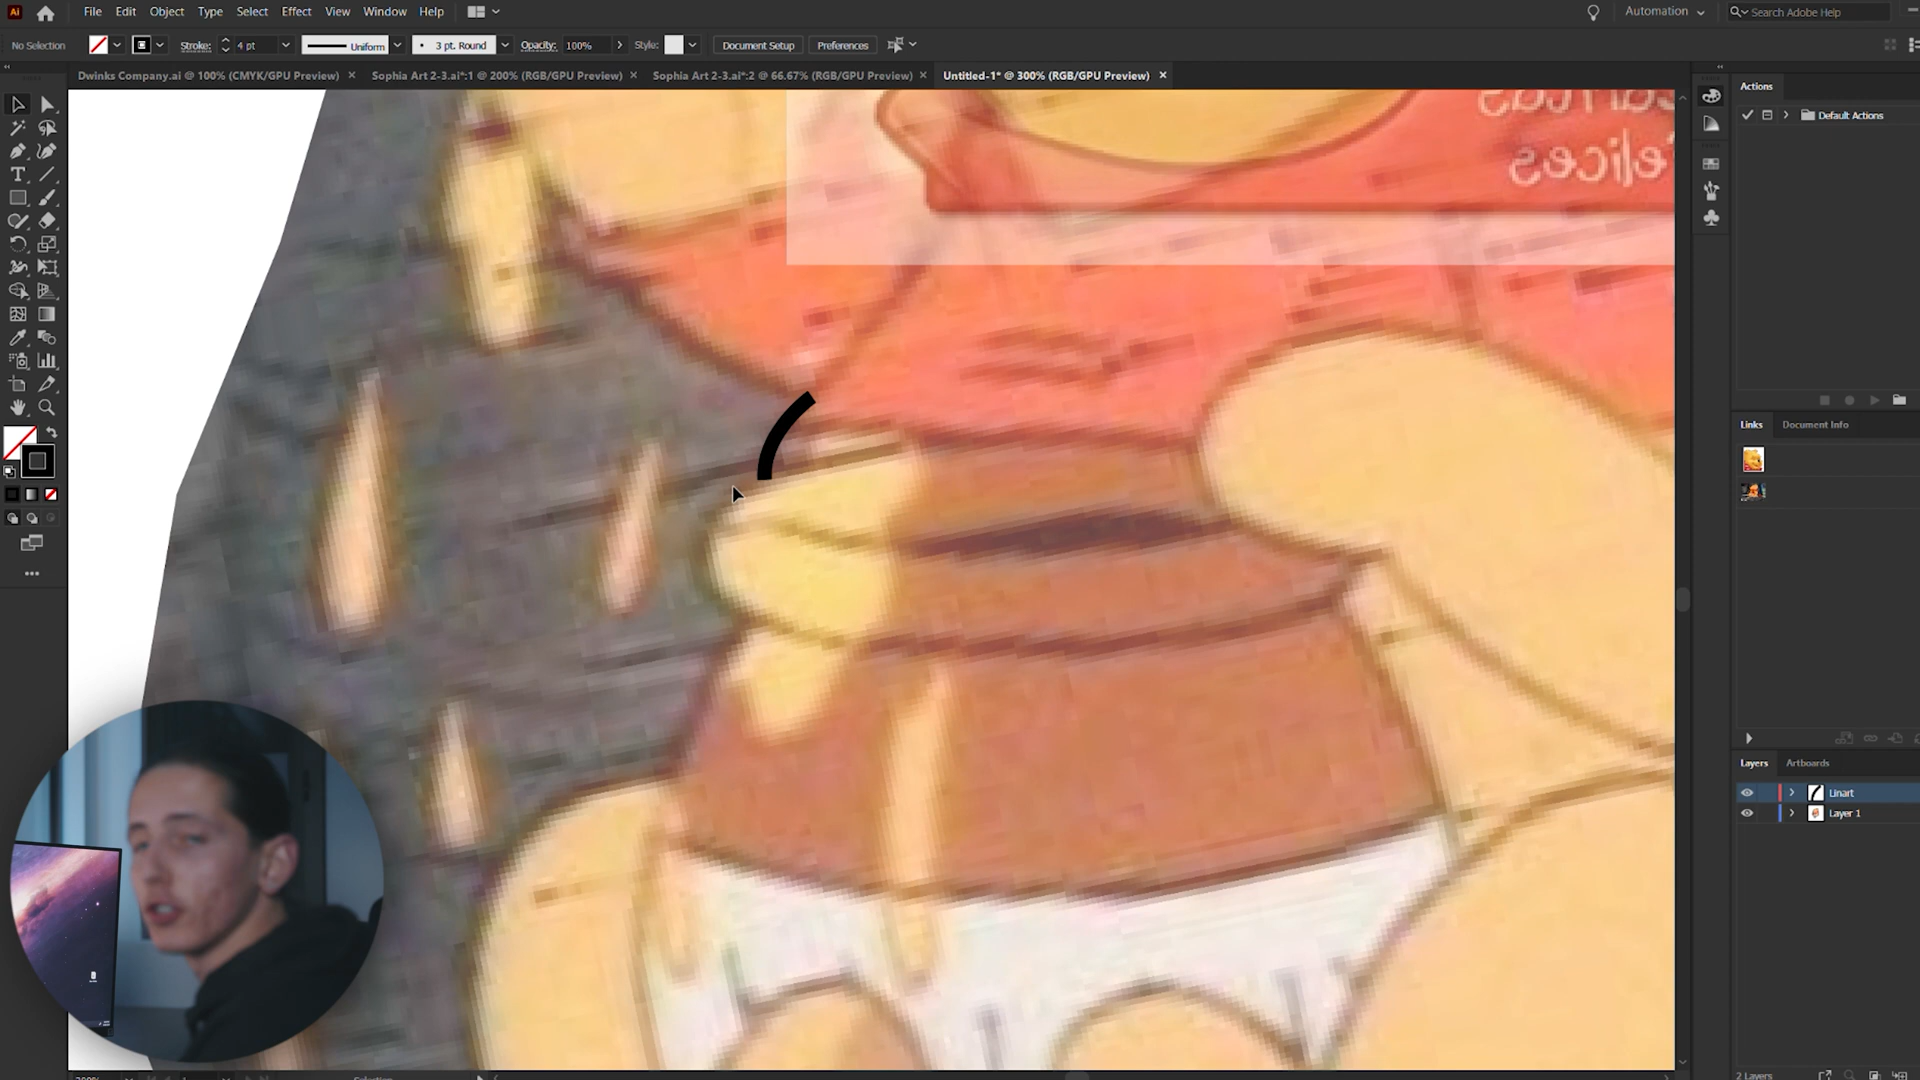 Ai File Edit Object Type Select Effect View Window Help Automation Search Adobe Help
No Selection Stroke: 4 pt Uniform 3 pt. Round Opacity: 100% Style: Document Setup Preferences
Dwinks Company.ai @ 100% (CMYK/GPU Preview) × Sophia Art 2-3.ai*:1 @ 200% (RGB/GPU Preview) × Sophia Art 2-3.ai*:2 @ 66.67% (RGB/GPU Preview) × Untitled-1* @ 300% (RGB/GPU Preview) ×
Actions
Default Actions
Links Document Info
Layers Artboards
Linart
Layer 1
2 Layers
300%
Selection